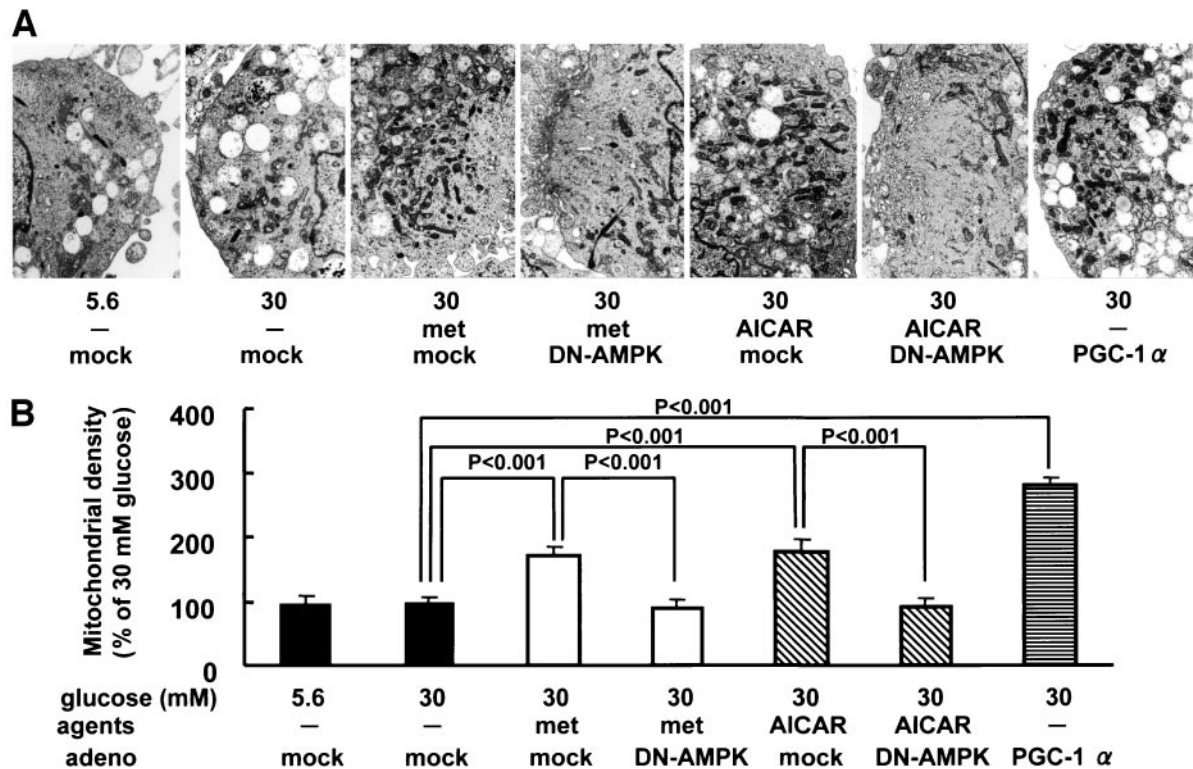 A
5.6 30 30 30 30 30 30
— — met met AICAR AICAR —
mock mock mock DN-AMPK mock DN-AMPK PGC-1 α
B
Mitochondrial density
(% of 30 mM glucose)
400
300
200
100
0
P<0.001
P<0.001 P<0.001
P<0.001 P<0.001
glucose (mM) 5.6 30 30 30 30 30 30
agents — — met met AICAR AICAR —
adeno mock mock mock DN-AMPK mock DN-AMPK PGC-1 α